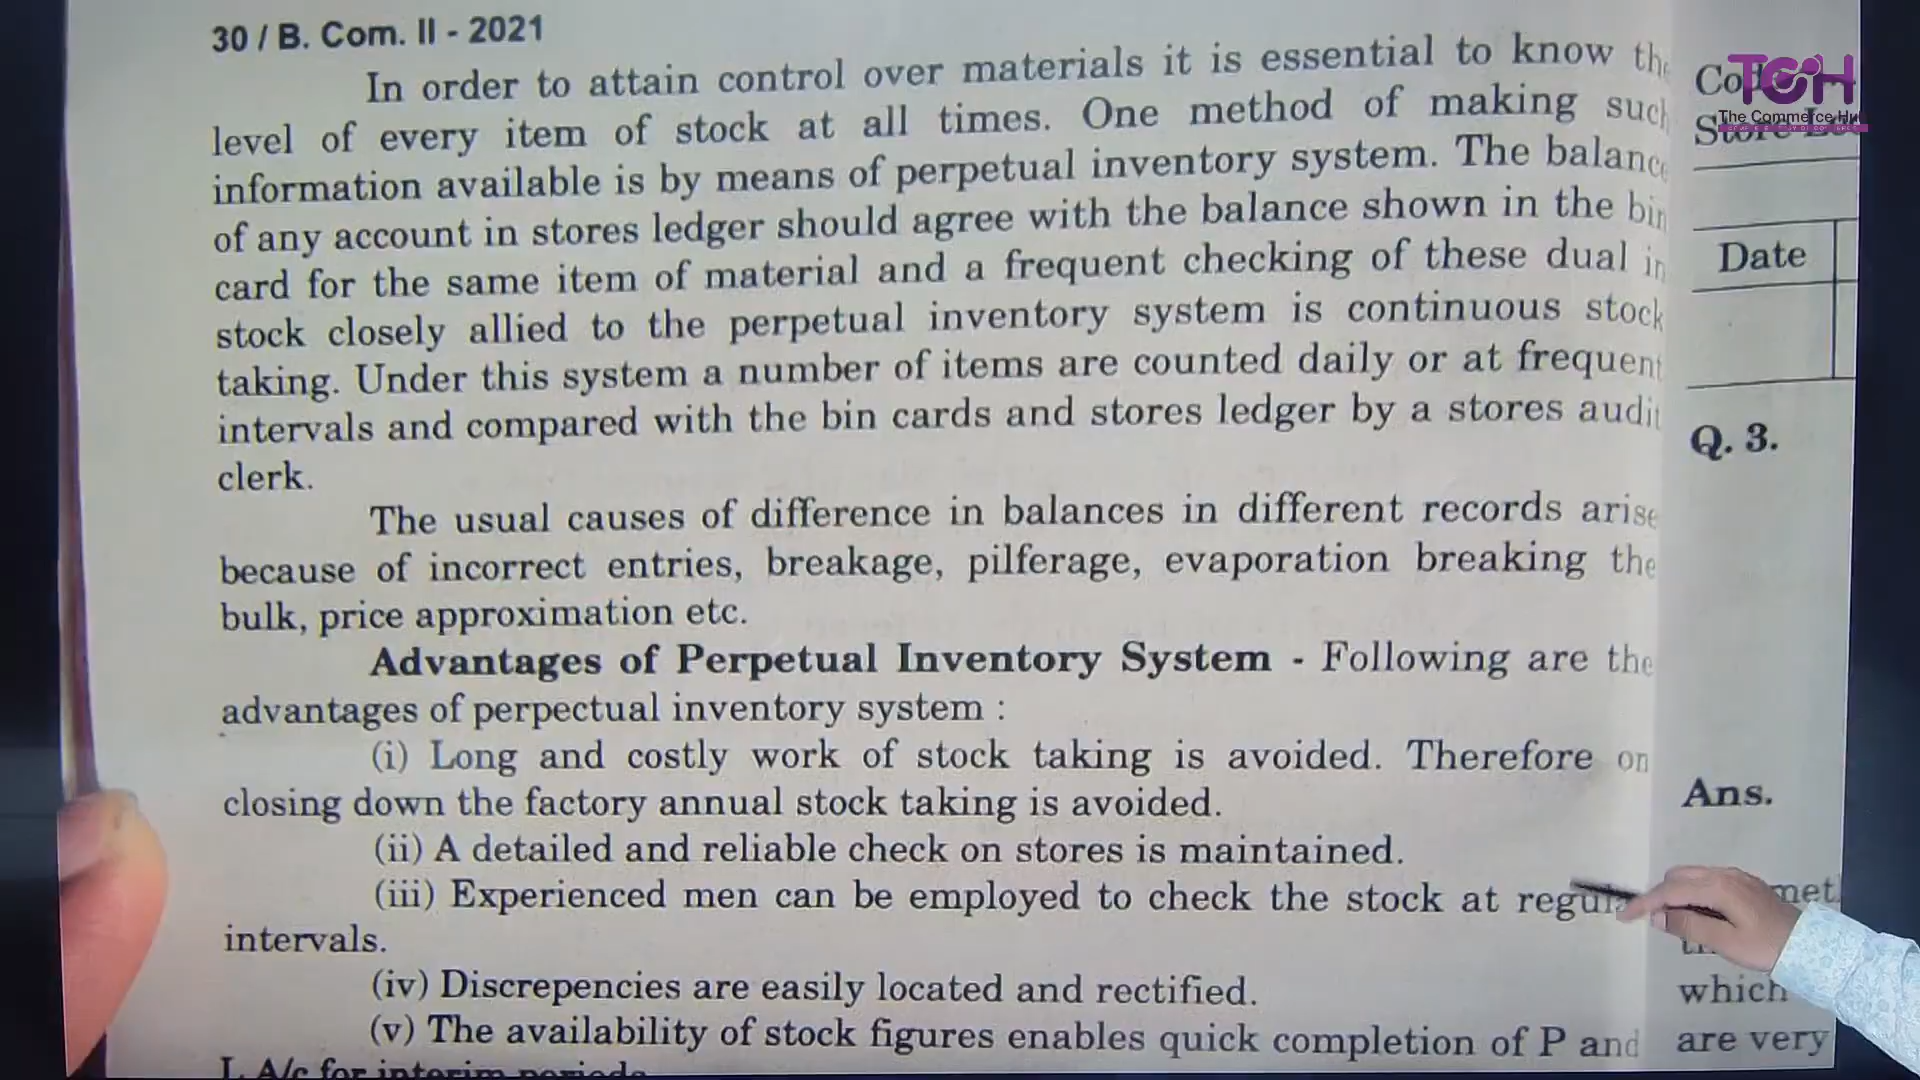 30 / B. Com. II - 2021
In order to attain control over materials it is essential to know the
level of every item of stock at all times. One method of making such
information available is by means of perpetual inventory system. The balance
of any account in stores ledger should agree with the balance shown in the bin
card for the same item of material and a frequent checking of these dual in
stock closely allied to the perpetual inventory system is continuous stock
taking. Under this system a number of items are counted daily or at frequent
intervals and compared with the bin cards and stores ledger by a stores audit
clerk.
The usual causes of difference in balances in different records arise
because of incorrect entries, breakage, pilferage, evaporation breaking the
bulk, price approximation etc.
Advantages of Perpetual Inventory System - Following are the
advantages of perpectual inventory system :
(i) Long and costly work of stock taking is avoided. Therefore on
closing down the factory annual stock taking is avoided.
(ii) A detailed and reliable check on stores is maintained.
(iii) Experienced men can be employed to check the stock at
intervals.
(iv) Discrepencies are easily located and rectified.
(v) The availability of stock figures enables quick completion of P and
L A/c for interim periods
TCH
The Commerce Hub
Store
Date
Q. 3.
Ans.
which
are very